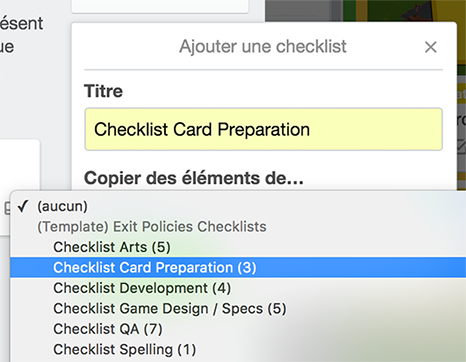 ésent
ue
Ajouter une checklist ×
Titre
Checklist Card Preparation
Copier des éléments de…
✓ (aucun)
(Template) Exit Policies Checklists
Checklist Arts (5)
Checklist Card Preparation (3)
Checklist Development (4)
Checklist Game Design / Specs (5)
Checklist QA (7)
Checklist Spelling (1)